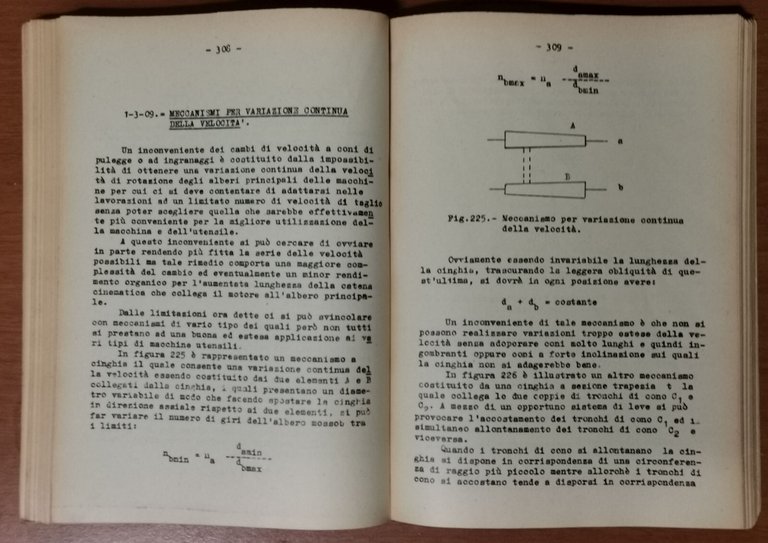 - 308 -
1-3-09.= MECCANISMI PER VARIAZIONE CONTINUA
DELLA VELOCITA'.
Un inconveniente dei cambi di velocità a coni di
pulegge o ad ingranaggi è costituito dalla impossibi-
lità di ottenere una variazione continua della veloci
tà di rotazione degli alberi principali delle macchi-
ne per cui ci si deve contentare di adattarsi nelle
lavorazioni ad un limitato numero di velocità di taglio
senza poter scegliere quella che sarebbe effettivamen
te più conveniente per la migliore utilizzazione del-
la macchina e dell'utensile.
A questo inconveniente si può cercare di ovviare
in parte rendendo più fitta la serie delle velocità
possibili ma tale rimedio comporta una maggiore com-
plessità del cambio ed eventualmente un minor rendi-
mento organico per l'aumentata lunghezza della catena
cinematica che collega il motore all'albero principa-
le.
Dalle limitazioni ora dette ci si può svincolare
con meccanismi di vario tipo dei quali però non tutti
si prestano ad una buona ed estesa applicazione ai va
ri tipi di macchine utensili.
In figura 225 è rappresentato un meccanismo a
cinghia il quale consente una variazione continua del
la velocità essendo costituito dai due elementi A e B
collegati dalla cinghia, i quali presentano un diame-
tro variabile di modo che facendo spostare la cinghia
in direzione assiale rispetto ai due elementi, si può
far variare il numero di giri dell'albero mossob tra
i limiti:
n bmin = n a d amin / d bmax
- 309 -
n bmax = n a d amax / d bmin
A
a
B
b
Fig.225.- Meccanismo per variazione continua
della velocità.
Ovviamente essendo invariabile la lunghezza del-
la cinghia, trascurando la leggera obliquità di que-
st'ultima, si dovrà in ogni posizione avere:
d a + d b = costante
Un inconveniente di tale meccanismo è che non si
possono realizzare variazioni troppo estese della ve-
locità senza adoporare coni molto lunghi e quindi in-
gombranti oppure coni a forte inclinazione sui quali
la cinghia non si adagerebbe bene.
In figura 226 è illustrato un altro meccanismo
costituito da una cinghia a sezione trapezia t la
quale collega le due coppie di tronchi di cono C1 e
C2. A mezzo di un opportuno sistema di leve si può
provocare l'accostamento dei tronchi di cono C1 ed i.
simultaneo allontanamento dei tronchi di cono C2 e
viceversa.
Quando i tronchi di cono si allontanano la cin-
ghia si dispone in corrispondenza di una circonferen-
za di raggio più piccolo mentre allorchè i tronchi di
cono si accostano tende a disporsi in corrispondenza